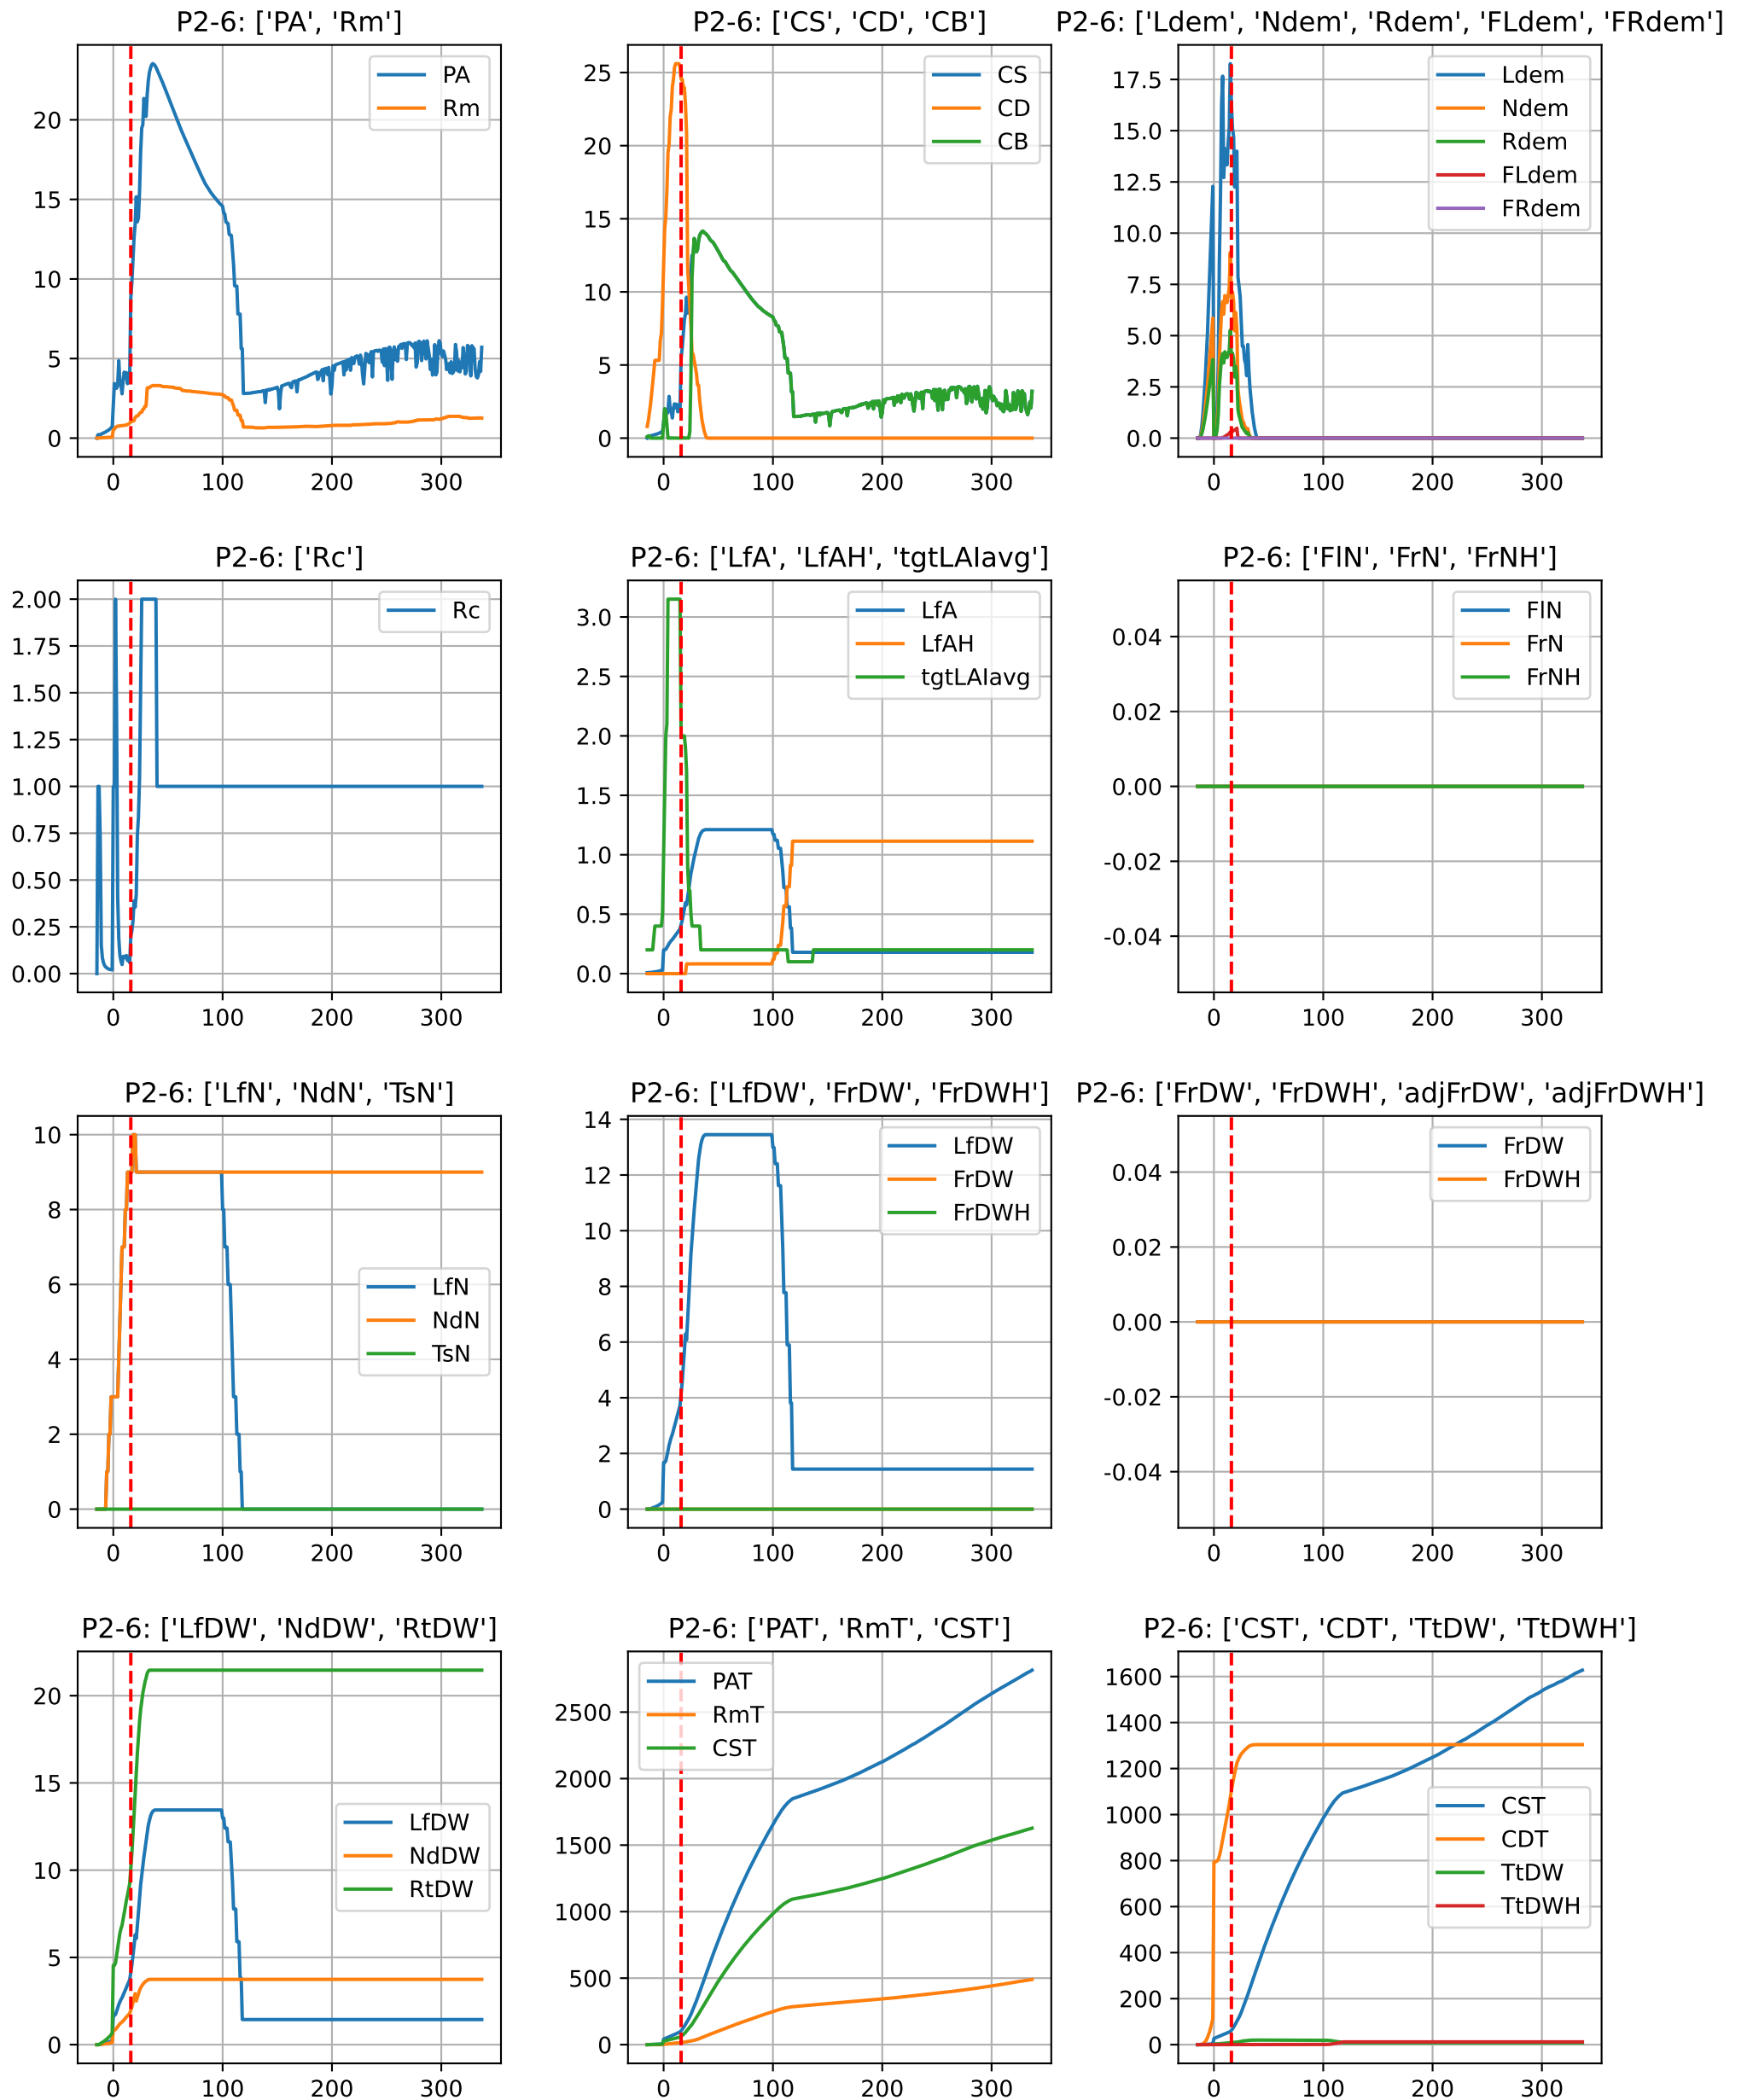 P2-6: ['PA', 'Rm']
20
15
10
5
0
0 100 200 300
PA
Rm
P2-6: ['CS', 'CD', 'CB']
25
20
15
10
5
0
0 100 200 300
CS
CD
CB
P2-6: ['Ldem', 'Ndem', 'Rdem', 'FLdem', 'FRdem']
17.5
15.0
12.5
10.0
7.5
5.0
2.5
0.0
0 100 200 300
Ldem
Ndem
Rdem
FLdem
FRdem
P2-6: ['Rc']
2.00
1.75
1.50
1.25
1.00
0.75
0.50
0.25
0.00
0 100 200 300
Rc
P2-6: ['LfA', 'LfAH', 'tgtLAIavg']
3.0
2.5
2.0
1.5
1.0
0.5
0.0
0 100 200 300
LfA
LfAH
tgtLAIavg
P2-6: ['FlN', 'FrN', 'FrNH']
0.04
0.02
0.00
-0.02
-0.04
0 100 200 300
FlN
FrN
FrNH
P2-6: ['LfN', 'NdN', 'TsN']
10
8
6
4
2
0
0 100 200 300
LfN
NdN
TsN
P2-6: ['LfDW', 'FrDW', 'FrDWH']
14
12
10
8
6
4
2
0
0 100 200 300
LfDW
FrDW
FrDWH
P2-6: ['FrDW', 'FrDWH', 'adjFrDW', 'adjFrDWH']
0.04
0.02
0.00
-0.02
-0.04
0 100 200 300
FrDW
FrDWH
P2-6: ['LfDW', 'NdDW', 'RtDW']
20
15
10
5
0
0 100 200 300
LfDW
NdDW
RtDW
P2-6: ['PAT', 'RmT', 'CST']
2500
2000
1500
1000
500
0
0 100 200 300
PAT
RmT
CST
P2-6: ['CST', 'CDT', 'TtDW', 'TtDWH']
1600
1400
1200
1000
800
600
400
200
0
0 100 200 300
CST
CDT
TtDW
TtDWH